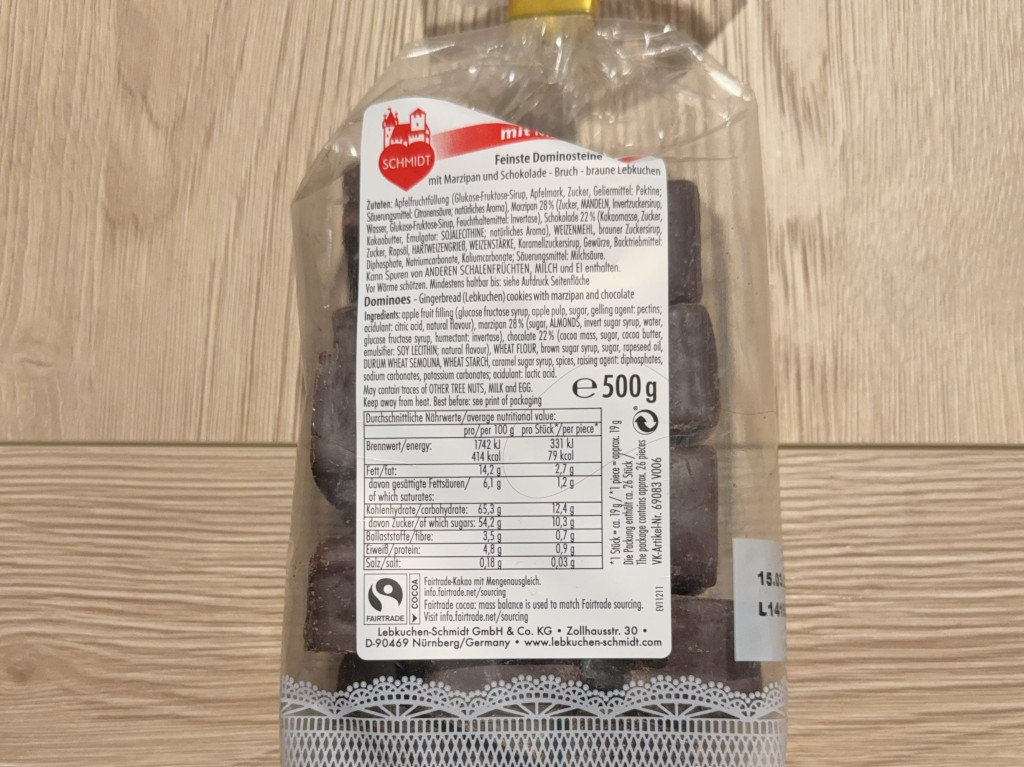 SCHMIDT
mit
Feinste Dominosteine
mit Marzipan und Schokolade - Bruch - braune Lebkuchen
Zutaten: Apfelfruchtfüllung (Glukose-Fruktose-Sirup, Apfelmark, Zucker, Geliermittel: Pektine;
Säuerungsmittel: Citronensäure; natürliches Aroma), Marzipan 28% (Zucker, MANDELN, Invertzuckersirup,
Wasser, Glukose-Fruktose-Sirup, Feuchthaltemittel: Invertase), Schokolade 22% (Kakaomasse, Zucker,
Kakaobutter, Emulgator: SOJALECITHINE; natürliches Aroma), WEIZENMEHL, brauner Zuckersirup,
Zucker, Rapsöl, HARTWEIZENGRIEß, WEIZENSTÄRKE, Karamellzuckersirup, Gewürze, Backtriebmittel:
Diphosphate, Natriumcarbonate, Kaliumcarbonate; Säuerungsmittel: Milchsäure.
Kann Spuren von ANDEREN SCHALENFRÜCHTEN, MILCH und EI enthalten.
Vor Wärme schützen. Mindestens haltbar bis: siehe Aufdruck Seitenfläche
Dominoes - Gingerbread (Lebkuchen) cookies with marzipan and chocolate
Ingredients: apple fruit filling (glucose fructose syrup, apple pulp, sugar, gelling agent: pectins;
acidulant: citric acid, natural flavour), marzipan 28% (sugar, ALMONDS, invert sugar syrup, water,
glucose fructose syrup, humectant: invertase), chocolate 22% (cocoa mass, sugar, cocoa butter,
emulsifier: SOY LECITHIN; natural flavour), WHEAT FLOUR, brown sugar syrup, sugar, rapeseed oil,
DURUM WHEAT SEMOLINA, WHEAT STARCH, caramel sugar syrup, spices, raising agent: diphosphates,
sodium carbonates, potassium carbonates; acidulant: lactic acid.
May contain traces of OTHER TREE NUTS, MILK and EGG.
Keep away from heat. Best before: see print of packaging
e 500 g
Durchschnittliche Nährwerte/average nutritional value:
pro/per 100 g pro Stück*/per piece*
Brennwert/energy: 1742 kJ 331 kJ
414 kcal 79 kcal
Fett/fat: 14,2 g 2,7 g
davon gesättigte Fettsäuren/ 6,1 g 1,2 g
of which saturates:
Kohlenhydrate/carbohydrate: 65,3 g 12,4 g
davon Zucker/of which sugars: 54,2 g 10,3 g
Ballaststoffe/fibre: 3,5 g 0,7 g
Eiweiß/protein: 4,8 g 0,9 g
Salz/salt: 0,18 g 0,03 g
*1 Stück = ca. 19 g/*1 piece = approx. 19 g
Die Packung enthält ca. 26 Stück/
The package contains approx. 26 pieces
VK-Artikel-Nr. 69083 V006
EV11211
FAIRTRADE
COCOA
Fairtrade-Kakao mit Mengenausgleich.
info.fairtrade.net/sourcing
Fairtrade cocoa: mass balance is used to match Fairtrade sourcing.
Visit info.fairtrade.net/sourcing
Lebkuchen-Schmidt GmbH & Co. KG • Zollhausstr. 30 •
D-90469 Nürnberg/Germany • www.lebkuchen-schmidt.com
15.03
L141